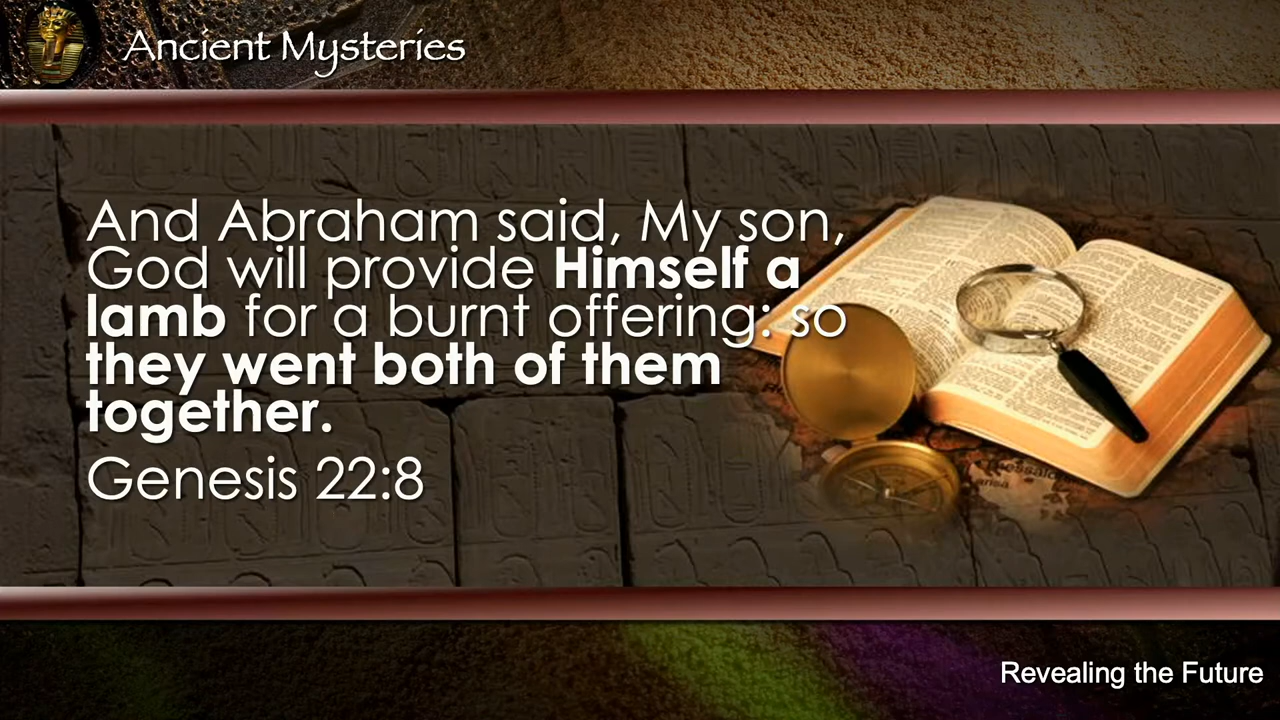 Ancient Mysteries
And Abraham said, My son,
God will provide Himself a
lamb for a burnt offering: so
they went both of them
together.
Genesis 22:8
Revealing the Future